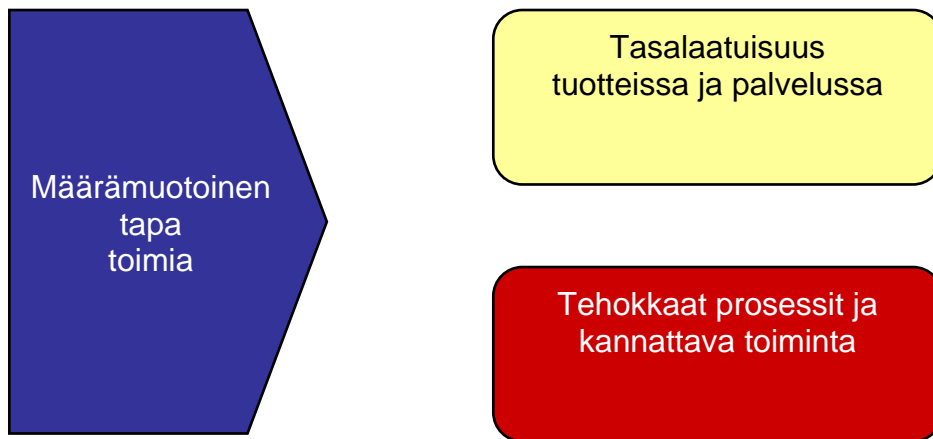 Määrämuotoinen
tapa
toimia
Tasalaatuisuus
tuotteissa ja palvelussa
Tehokkaat prosessit ja
kannattava toiminta